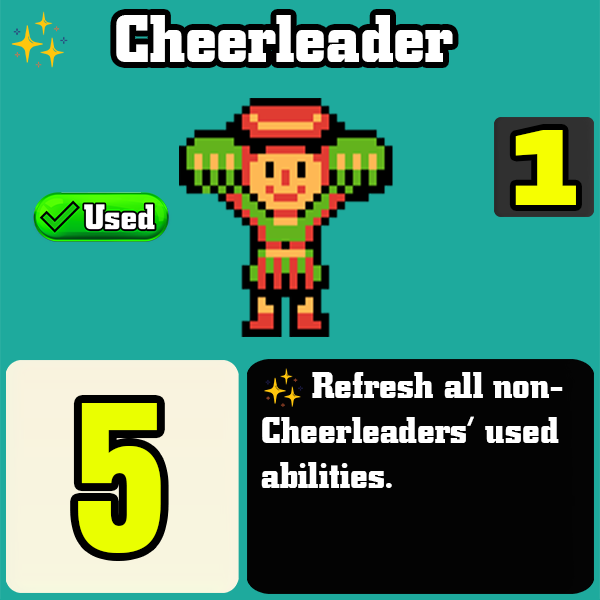 Cheerleader
1
Used
5
Refresh all non-
Cheerleaders' used
abilities.